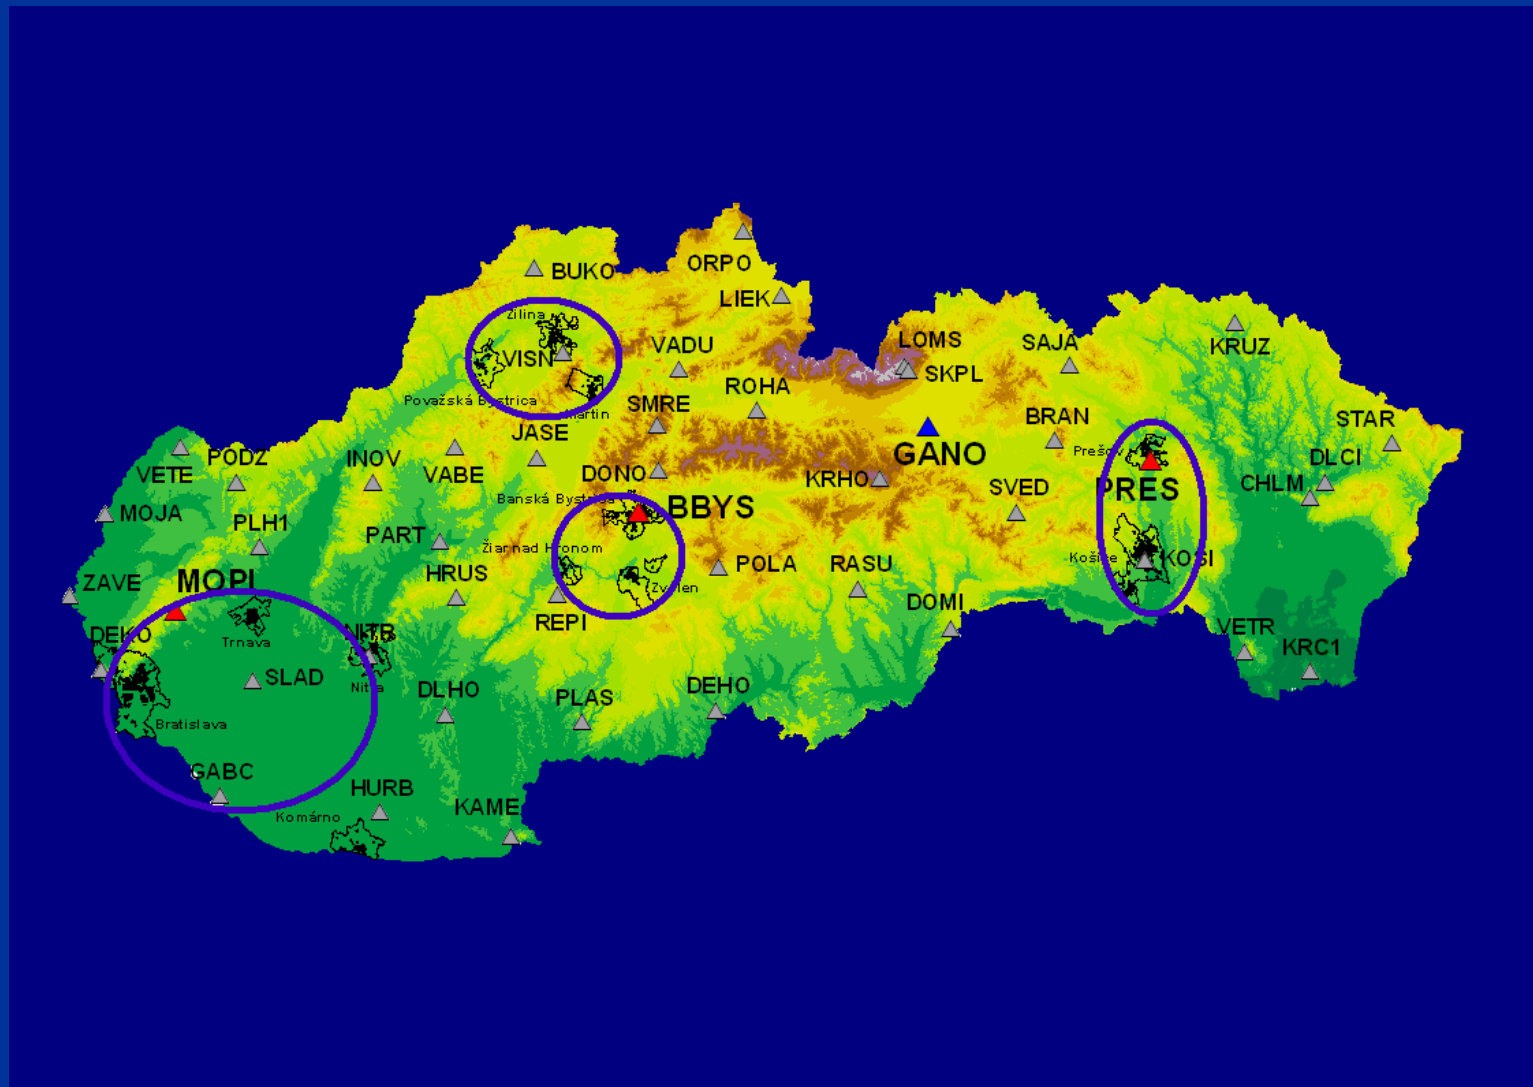 ORPO
BUKO
LIEK
Žilina
VISN
VADU
LOMS
SKPL
SAJA
KRUZ
Považská Bystrica
Martin
ROHA
SMRE
JASE
BRAN
STAR
GANO
Prešov
DLCI
VETE
PODZ
INOV
VABE
DONO
KRHO
SVED
PRES
CHLM
Banská Bystrica
BBYS
MOJA
PLH1
PART
Žiar nad Hronom
POLA
RASU
Košice
KOSI
ZAVE
MOPI
HRUS
Zvolen
REPI
DOMI
DEKO
Trnava
NITR
VETR
KRC1
SLAD
Nitra
DLHO
PLAS
DEHO
Bratislava
GABC
HURB
KAME
Komárno